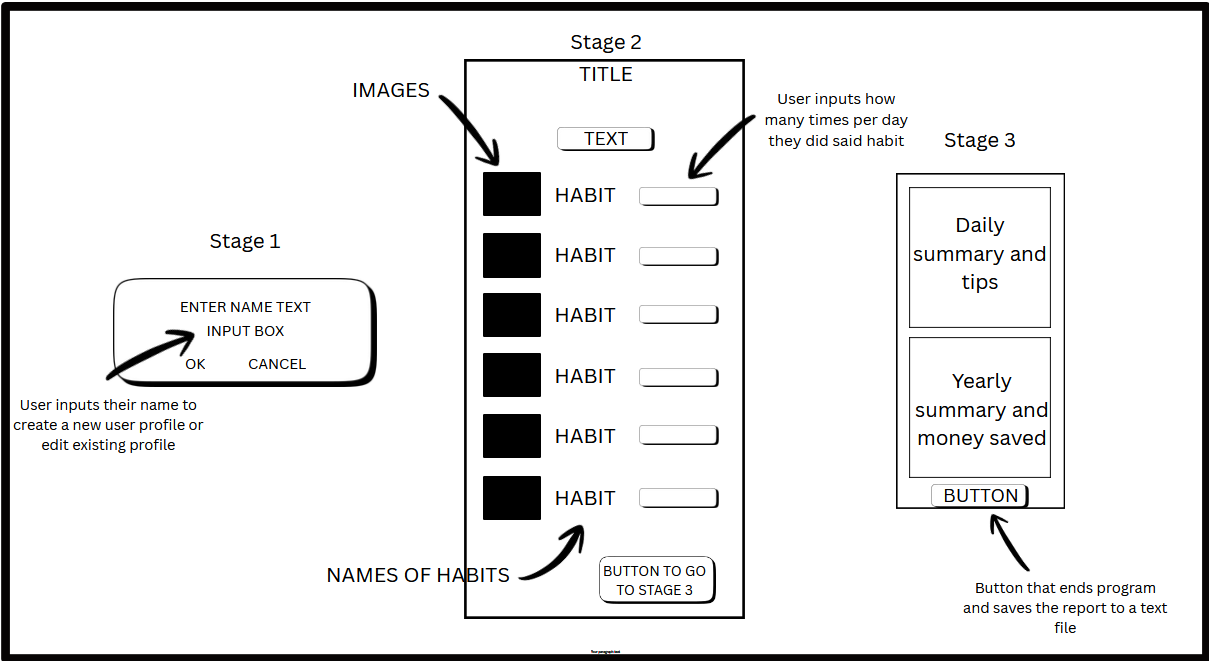 Stage 1
ENTER NAME TEXT
INPUT BOX
OK CANCEL
User inputs their name to
create a new user profile or
edit existing profile
Stage 2
TITLE
IMAGES
TEXT
User inputs how
many times per day
they did said habit
HABIT
HABIT
HABIT
HABIT
HABIT
HABIT
NAMES OF HABITS
BUTTON TO GO
TO STAGE 3
Stage 3
Daily
summary and
tips
Yearly
summary and
money saved
BUTTON
Button that ends program
and saves the report to a text
file
Your paragraph text